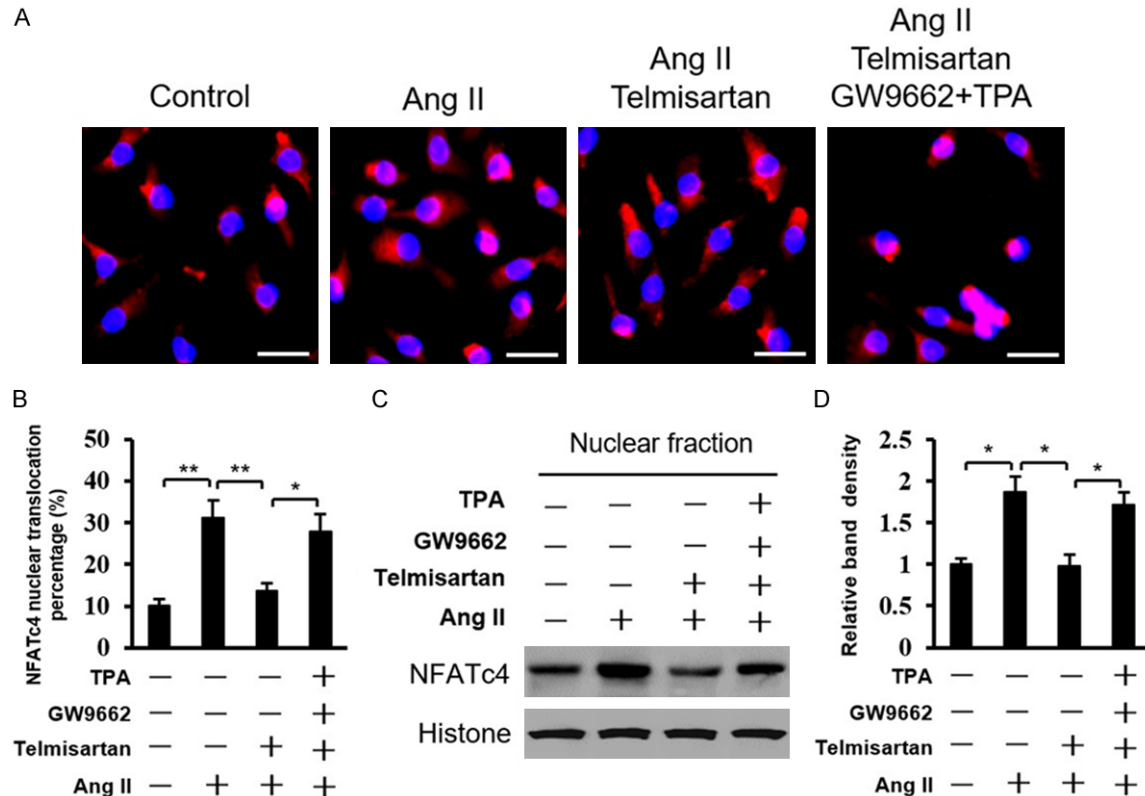 A
Control
Ang II
Ang II
Telmisartan
Ang II
Telmisartan
GW9662+TPA
B
NFATc4 nuclear translocation
percentage (%)
50
40
30
20
10
0
** ** *
TPA — — — +
GW9662 — — — +
Telmisartan — — + +
Ang II — + + +
C
Nuclear fraction
TPA — — — +
GW9662 — — — +
Telmisartan — — + +
Ang II — + + +
NFATc4
Histone
D
Relative band density
2.5
2
1.5
1
0.5
0
* * *
TPA — — — +
GW9662 — — — +
Telmisartan — — + +
Ang II — + + +